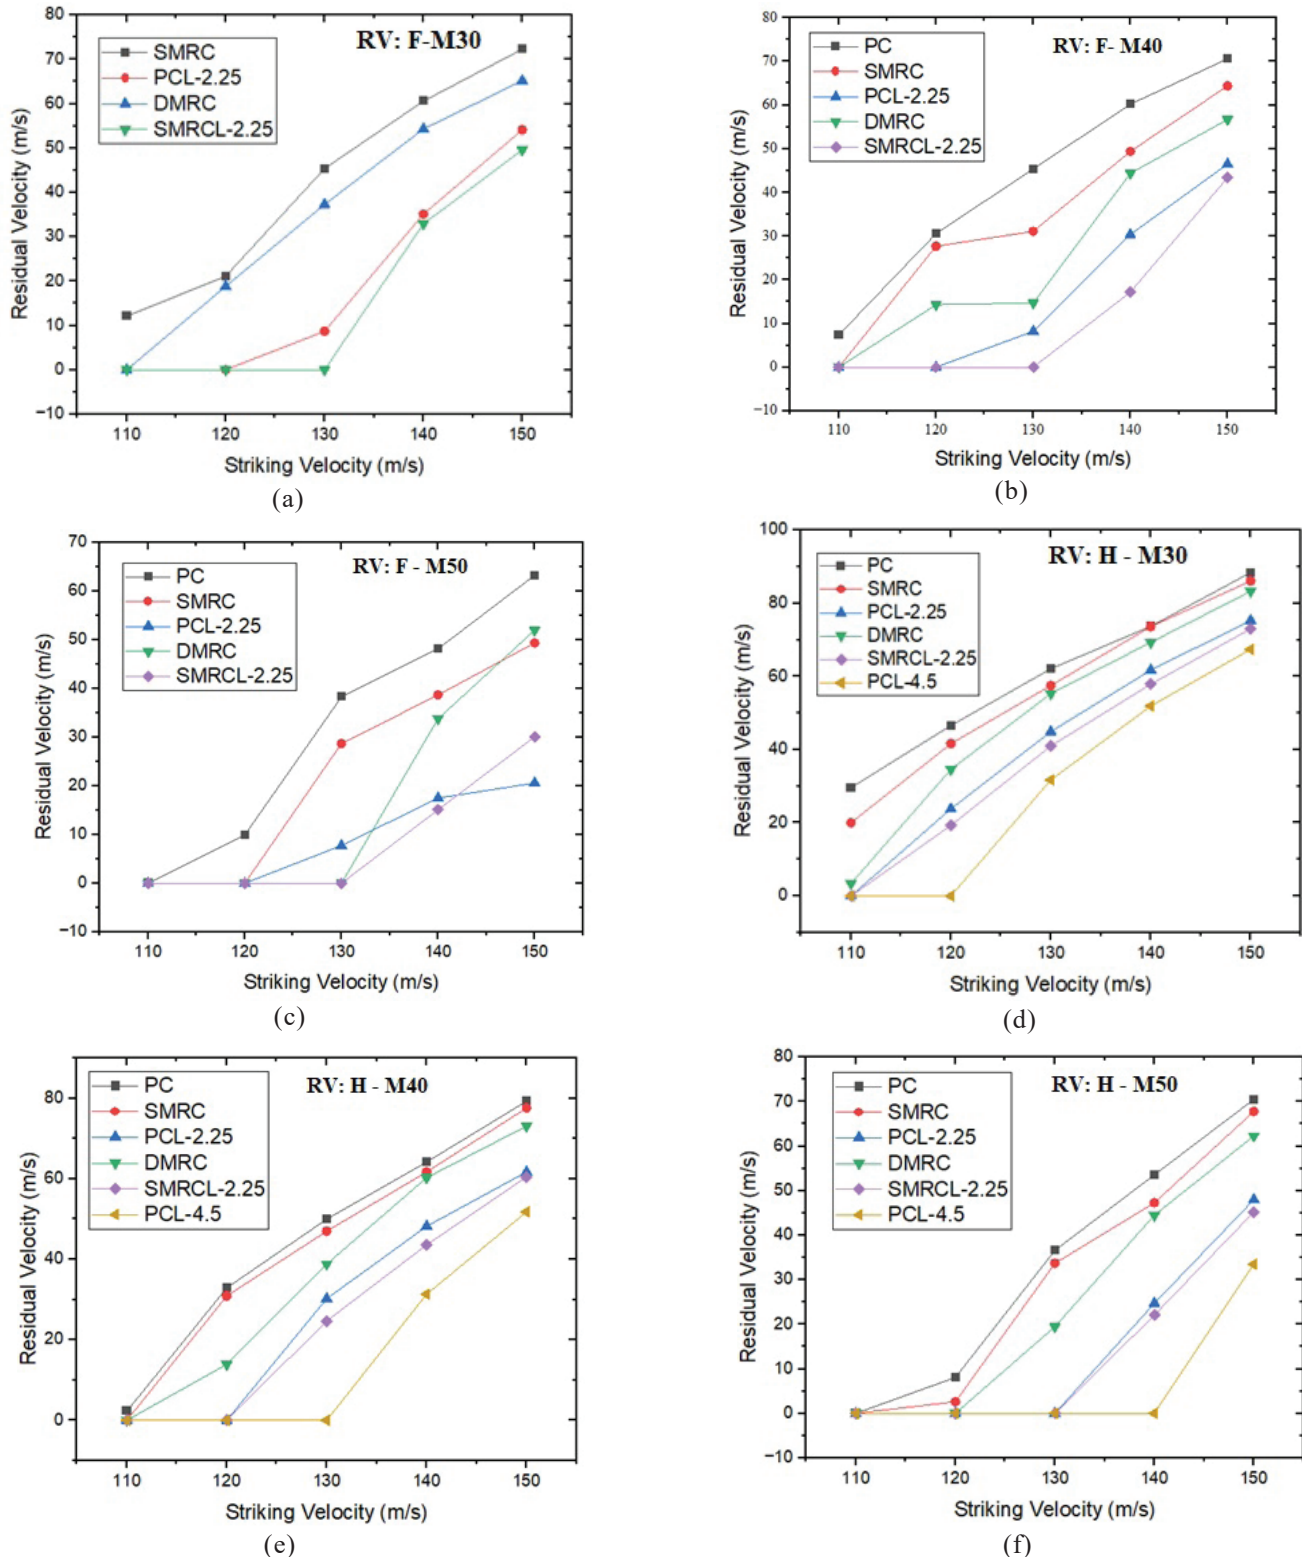 RV: F-M30
SMRC
PCL-2.25
DMRC
SMRCL-2.25
Residual Velocity (m/s)
80
70
60
50
40
30
20
10
0
−10
110 120 130 140 150
Striking Velocity (m/s)
(a)
RV: F- M40
PC
SMRC
PCL-2.25
DMRC
SMRCL-2.25
Residual Velocity (m/s)
80
70
60
50
40
30
20
10
0
−10
110 120 130 140 150
Striking Velocity (m/s)
(b)
RV: F - M50
PC
SMRC
PCL-2.25
DMRC
SMRCL-2.25
Residual Velocity (m/s)
70
60
50
40
30
20
10
0
−10
110 120 130 140 150
Striking Velocity (m/s)
(c)
RV: H - M30
PC
SMRC
PCL-2.25
DMRC
SMRCL-2.25
PCL-4.5
Residual Velocity (m/s)
100
80
60
40
20
0
110 120 130 140 150
Striking Velocity (m/s)
(d)
RV: H - M40
PC
SMRC
PCL-2.25
DMRC
SMRCL-2.25
PCL-4.5
Residual Velocity (m/s)
80
60
40
20
0
110 120 130 140 150
Striking Velocity (m/s)
(e)
RV: H - M50
PC
SMRC
PCL-2.25
DMRC
SMRCL-2.25
PCL-4.5
Residual Velocity (m/s)
80
70
60
50
40
30
20
10
0
−10
110 120 130 140 150
Striking Velocity (m/s)
(f)